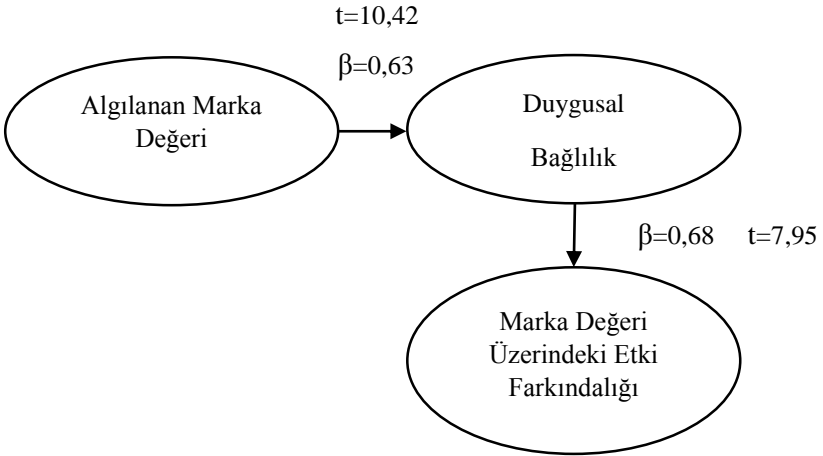 t=10,42
β=0,63
Algılanan Marka
Değeri
Duygusal
Bağlılık
β=0,68 t=7,95
Marka Değeri
Üzerindeki Etki
Farkındalığı